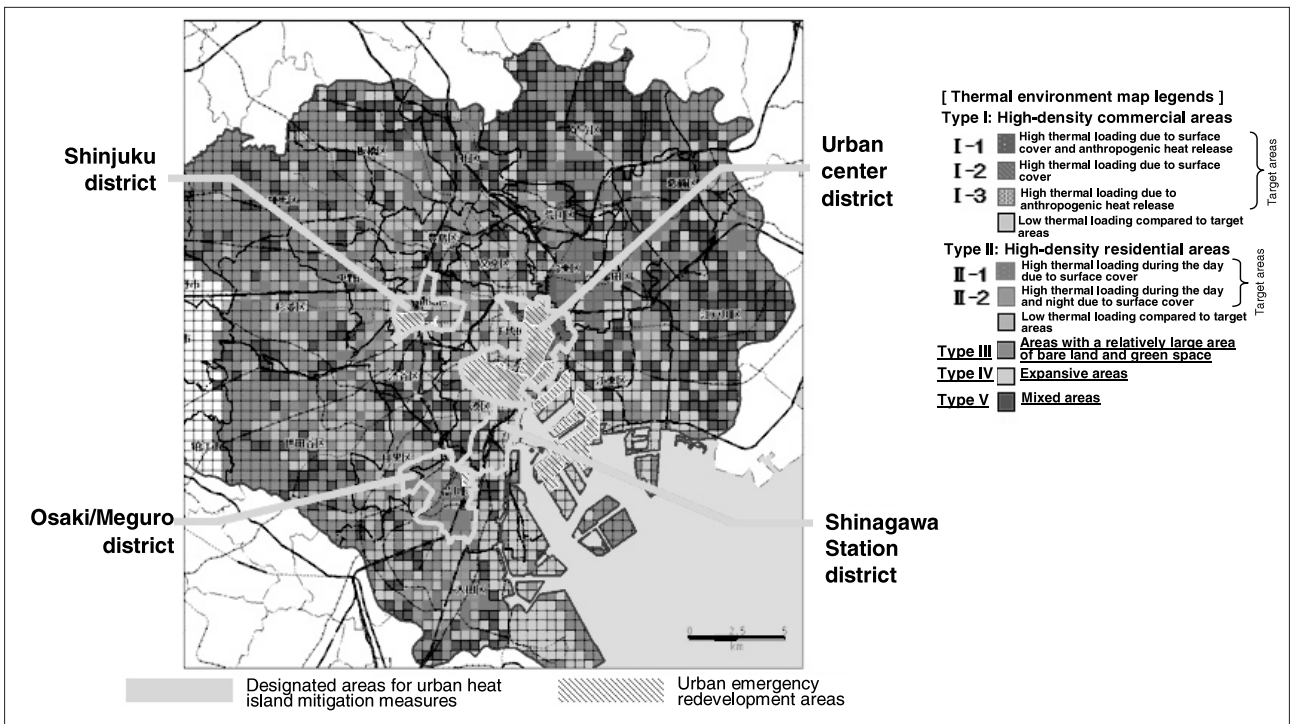 Shinjuku
district
Urban
center
district
Osaki/Meguro
district
Shinagawa
Station
district
[ Thermal environment map legends ]
Type I: High-density commercial areas
I-1 High thermal loading due to surface
cover and anthropogenic heat release
I-2 High thermal loading due to surface
cover
I-3 High thermal loading due to
anthropogenic heat release
Target areas
Low thermal loading compared to target
areas
Type II: High-density residential areas
II-1 High thermal loading during the day
due to surface cover
II-2 High thermal loading during the day
and night due to surface cover
Target areas
Low thermal loading compared to target
areas
Type III Areas with a relatively large area
of bare land and green space
Type IV Expansive areas
Type V Mixed areas
0 2.5 5
km
Designated areas for urban heat
island mitigation measures
Urban emergency
redevelopment areas